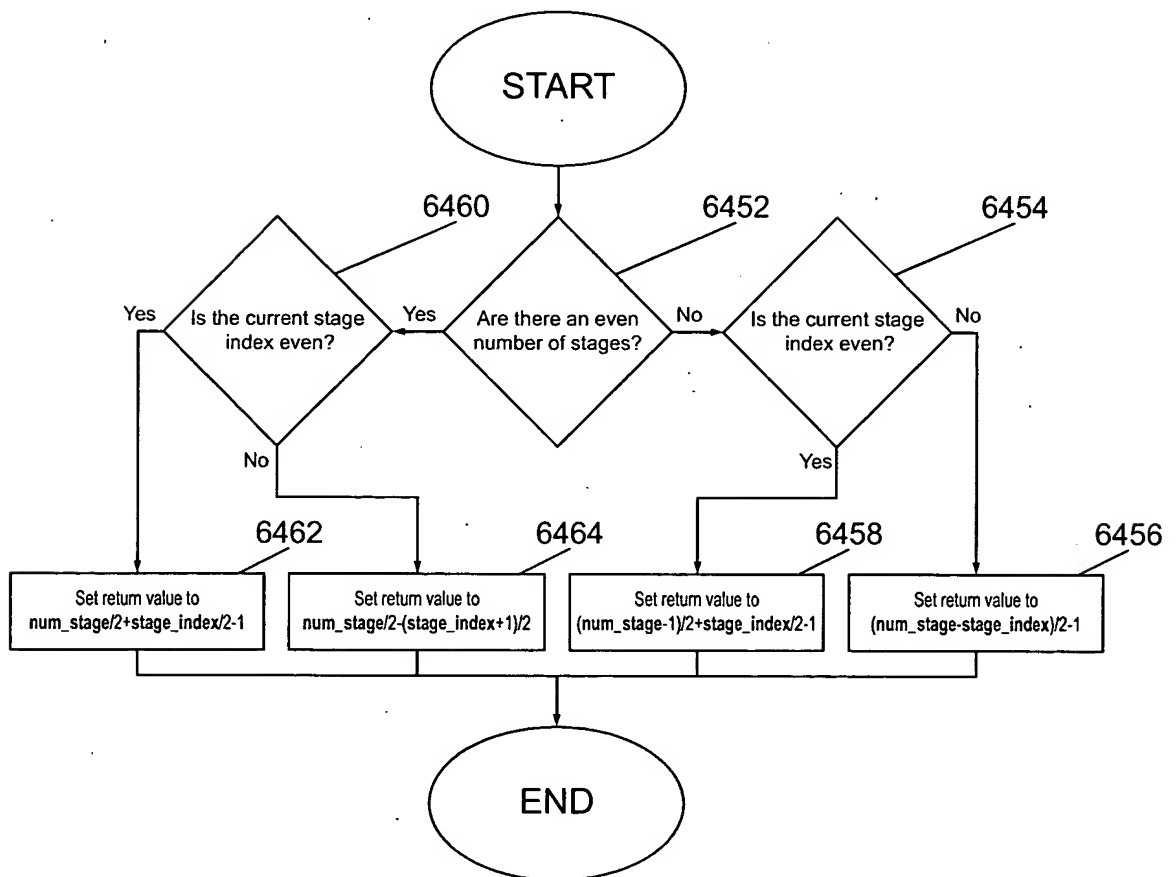 START
6460
6452
6454
Yes
Is the current stage
index even?
Yes
Are there an even
number of stages?
No
Is the current stage
index even?
No
No
Yes
6462
6464
6458
6456
Set return value to
num_stage/2+stage_index/2-1
Set return value to
num_stage/2-(stage_index+1)/2
Set return value to
(num_stage-1)/2+stage_index/2-1
Set return value to
(num_stage-stage_index)/2-1
END